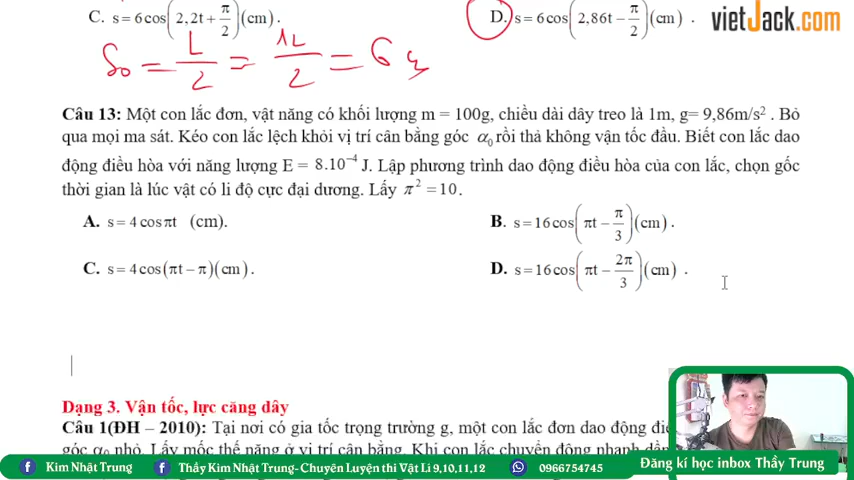 vietJack.com
C. s = 6cos(2,2t + π/2)(cm).
D. s = 6cos(2,86t − π/2)(cm) .
S₀ = L/2 = 12/2 = 6
Câu 13: Một con lắc đơn, vật năng có khối lượng m = 100g, chiều dài dây treo là 1m, g= 9,86m/s² . Bỏ
qua mọi ma sát. Kéo con lắc lệch khỏi vị trí cân bằng góc α₀ rồi thả không vận tốc đầu. Biết con lắc dao
động điều hòa với năng lượng E = 8.10⁻⁴ J. Lập phương trình dao động điều hòa của con lắc, chọn gốc
thời gian là lúc vật có li độ cực đại dương. Lấy π² = 10.
A. s = 4cosπt (cm).
B. s = 16cos(πt − π/3)(cm).
C. s = 4cos(πt − π)(cm).
D. s = 16cos(πt − 2π/3)(cm) .
Dạng 3. Vận tốc, lực căng dây
Câu 1(ĐH – 2010): Tại nơi có gia tốc trọng trường g, một con lắc đơn dao động
góc α₀ nhỏ. Lấy mốc thế năng ở vị trí cân bằng. Khi con lắc chuyển động nhanh
Kim Nhật Trung
Thầy Kim Nhật Trung- Chuyên Luyện thi Vật Lí 9,10,11,12
0966754745
Đăng kí học inbox Thầy Trung